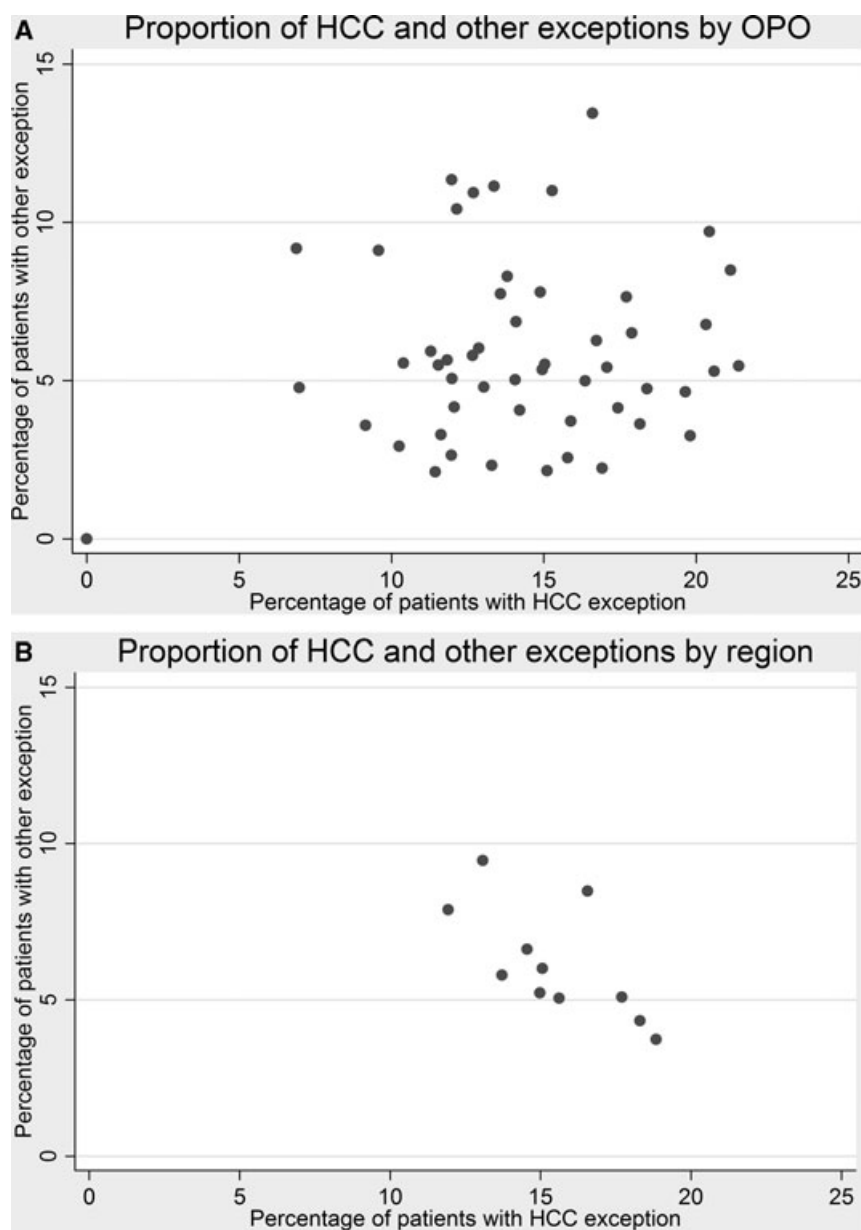 A
Proportion of HCC and other exceptions by OPO
Percentage of patients with other exception
15
10
5
0
0 5 10 15 20 25
Percentage of patients with HCC exception
B
Proportion of HCC and other exceptions by region
Percentage of patients with other exception
15
10
5
0
0 5 10 15 20 25
Percentage of patients with HCC exception